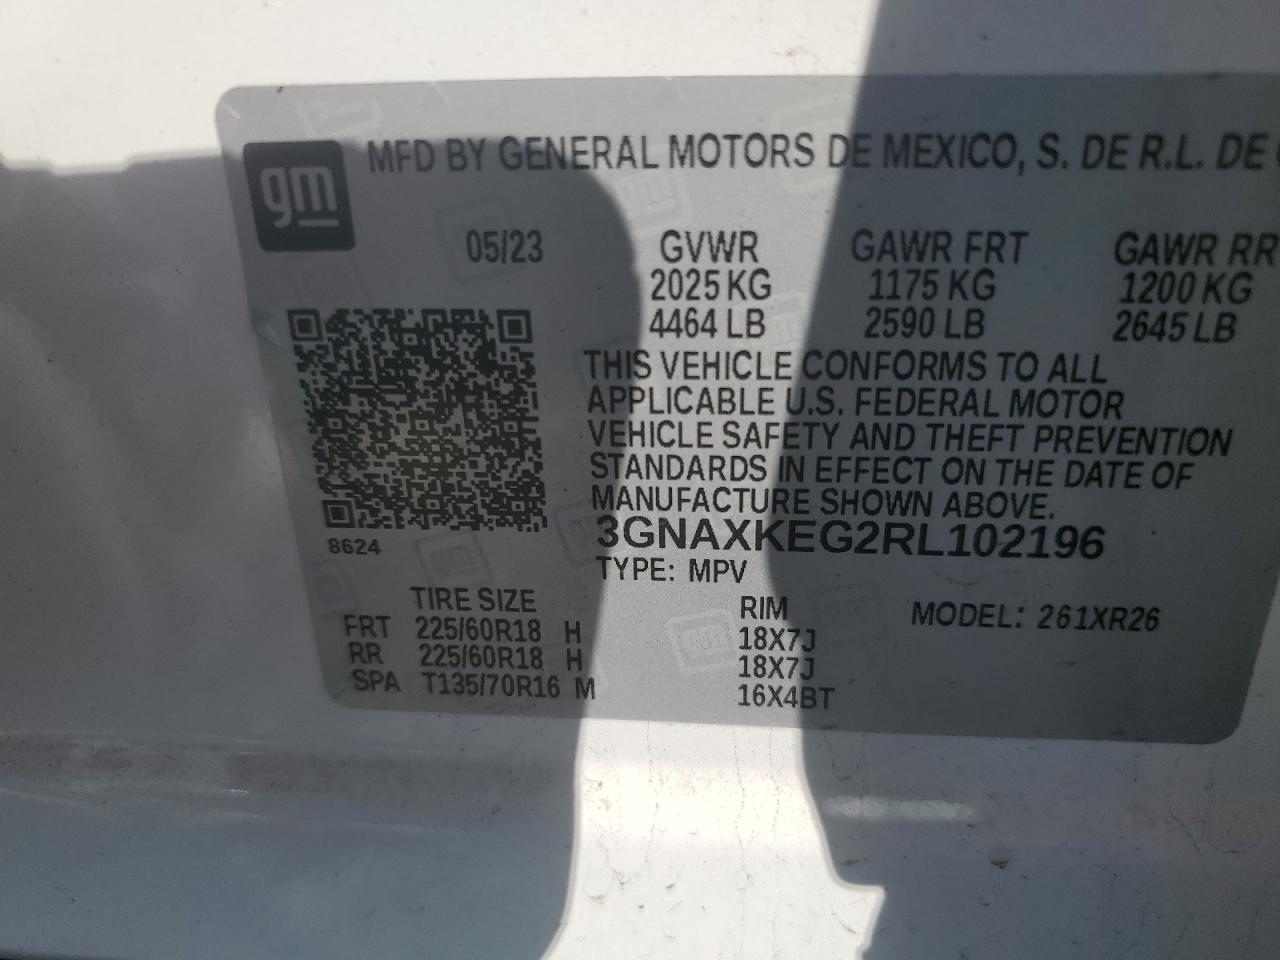 gm
MFD BY GENERAL MOTORS DE MEXICO, S. DE R.L. DE
05/23
GVWR GAWR FRT GAWR RR
2025 KG 1175 KG 1200 KG
4464 LB 2590 LB 2645 LB
THIS VEHICLE CONFORMS TO ALL
APPLICABLE U.S. FEDERAL MOTOR
VEHICLE SAFETY AND THEFT PREVENTION
STANDARDS IN EFFECT ON THE DATE OF
MANUFACTURE SHOWN ABOVE.
3GNAXKEG2RL102196
8624
TYPE: MPV
TIRE SIZE RIM MODEL: 261XR26
FRT 225/60R18 H 18X7J
RR 225/60R18 H 18X7J
SPA T135/70R16 M 16X4BT